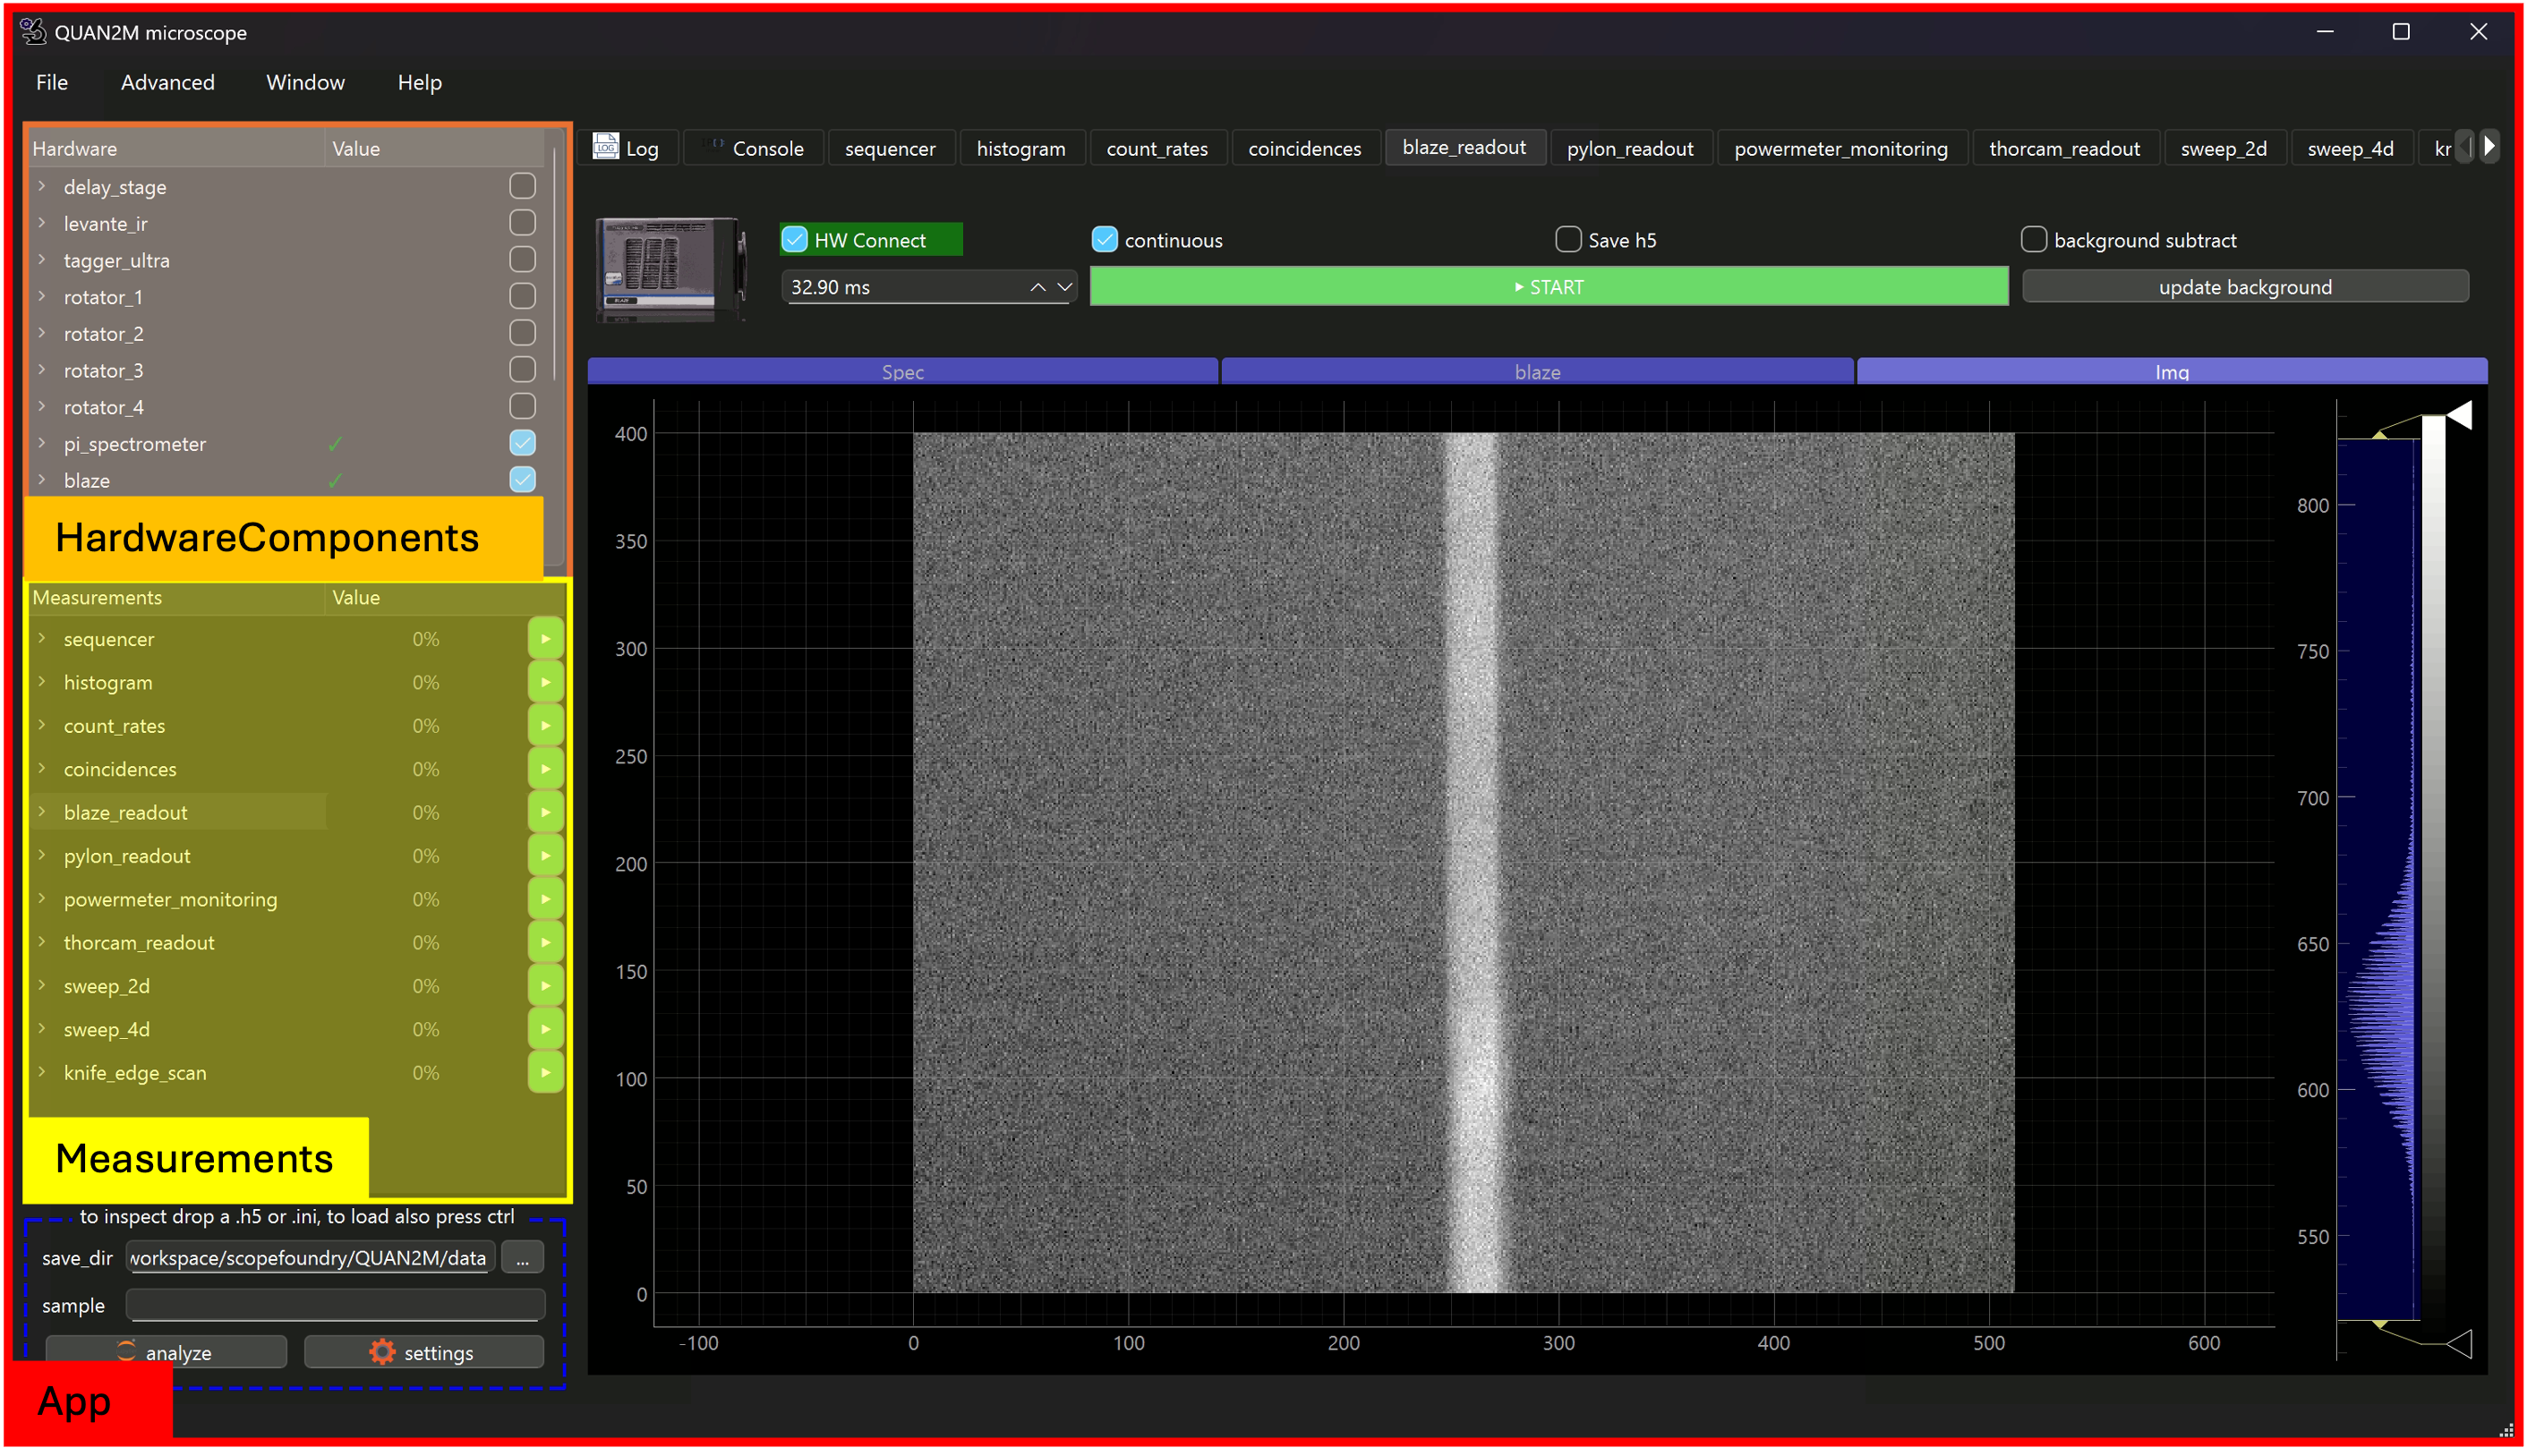 QUAN2M microscope
File Advanced Window Help
Hardware Value
delay_stage
levante_ir
tagger_ultra
rotator_1
rotator_2
rotator_3
rotator_4
pi_spectrometer ✓
blaze ✓
HardwareComponents
Measurements Value
sequencer 0%
histogram 0%
count_rates 0%
coincidences 0%
blaze_readout 0%
pylon_readout 0%
powermeter_monitoring 0%
thorcam_readout 0%
sweep_2d 0%
sweep_4d 0%
knife_edge_scan 0%
Measurements
to inspect drop a .h5 or .ini, to load also press ctrl
save_dir workspace/scopefoundry/QUAN2M/data ...
sample
analyze settings
App
LOG Log Console sequencer histogram count_rates coincidences blaze_readout pylon_readout powermeter_monitoring thorcam_readout sweep_2d sweep_4d kr
HW Connect continuous Save h5 background subtract
32.90 ms START update background
BLAZE
Spec blaze Img
400
350
300
250
200
150
100
50
0
-100 0 100 200 300 400 500 600
800
750
700
650
600
550